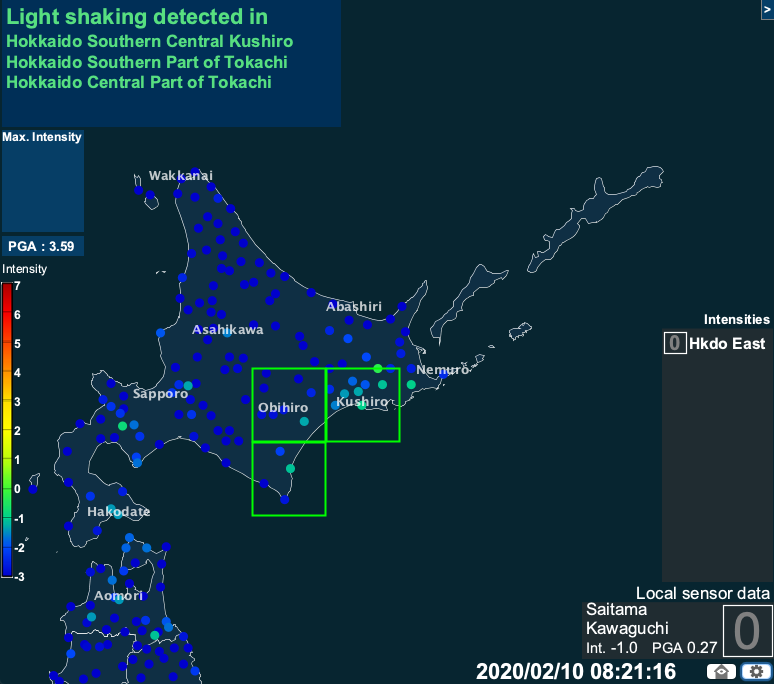 Light shaking detected in
Hokkaido Southern Central Kushiro
Hokkaido Southern Part of Tokachi
Hokkaido Central Part of Tokachi
>
Max. Intensity
PGA : 3.59
Intensity
7
6
5
4
3
2
1
0
-1
-2
-3
Wakkanai
Abashiri
Asahikawa
Nemuro
Sapporo
Obihiro
Kushiro
Hakodate
Aomori
Intensities
0 Hkdo East
Local sensor data
Saitama
Kawaguchi
Int. -1.0 PGA 0.27
0
2020/02/10 08:21:16